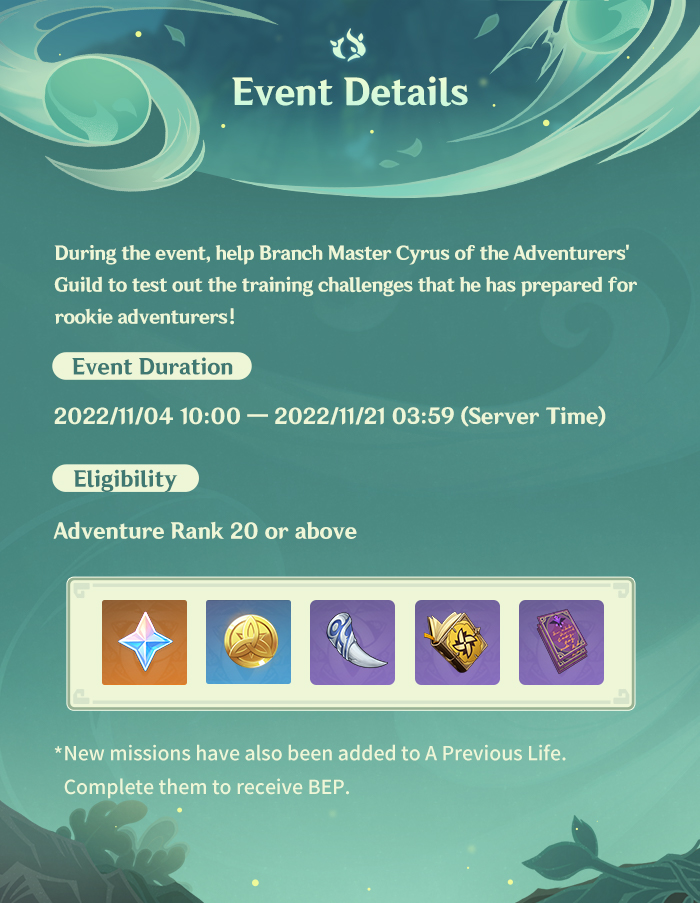 Event Details
During the event, help Branch Master Cyrus of the Adventurers'
Guild to test out the training challenges that he has prepared for
rookie adventurers!
Event Duration
2022/11/04 10:00 — 2022/11/21 03:59 (Server Time)
Eligibility
Adventure Rank 20 or above
*New missions have also been added to A Previous Life.
Complete them to receive BEP.